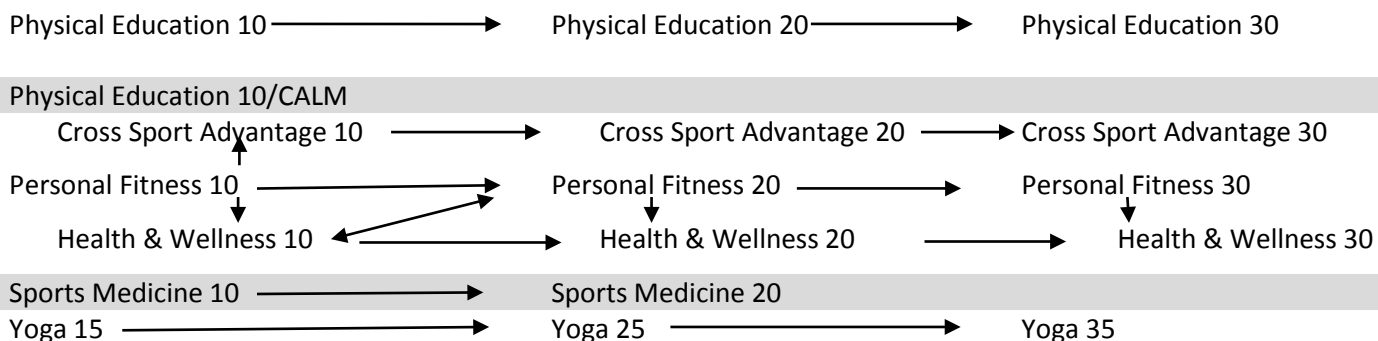 Physical Education 10 Physical Education 20 Physical Education 30
Physical Education 10/CALM
Cross Sport Advantage 10 Cross Sport Advantage 20 Cross Sport Advantage 30
Personal Fitness 10 Personal Fitness 20 Personal Fitness 30
Health & Wellness 10 Health & Wellness 20 Health & Wellness 30
Sports Medicine 10 Sports Medicine 20
Yoga 15 Yoga 25 Yoga 35